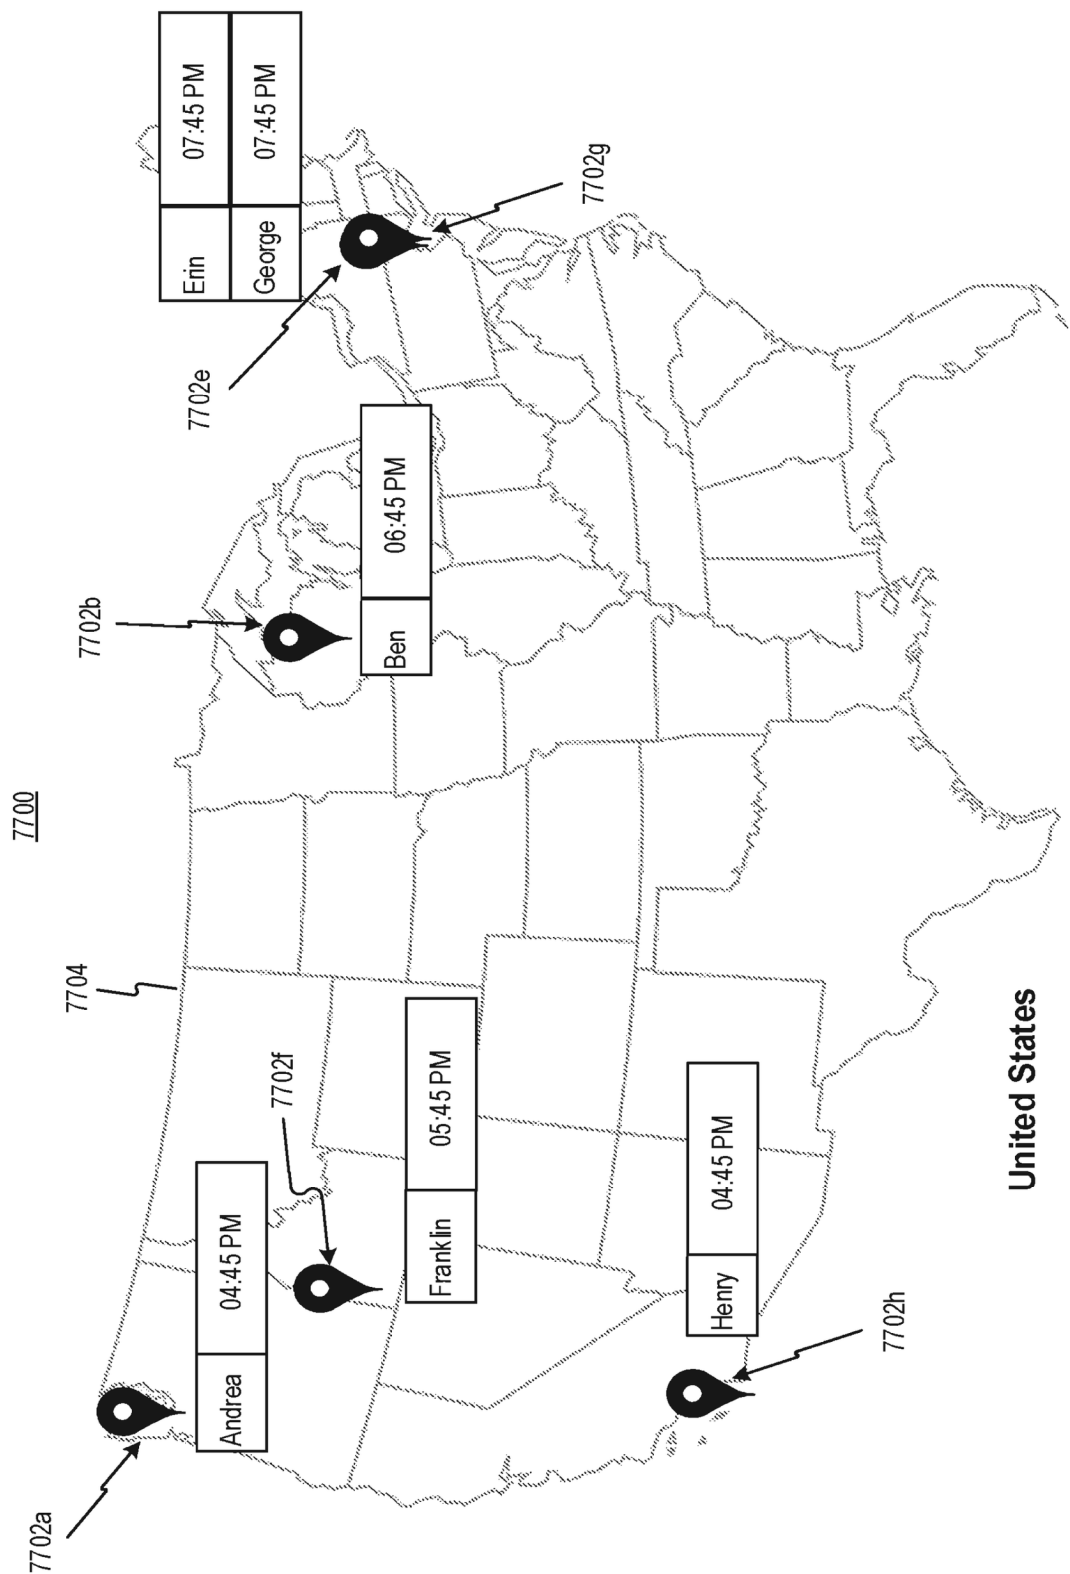 7700
7704
7702a
Andrea 04:45 PM
7702f
Franklin 05:45 PM
7702b
Ben 06:45 PM
7702e
Erin 07:45 PM
George 07:45 PM
7702g
Henry 04:45 PM
7702h
United States